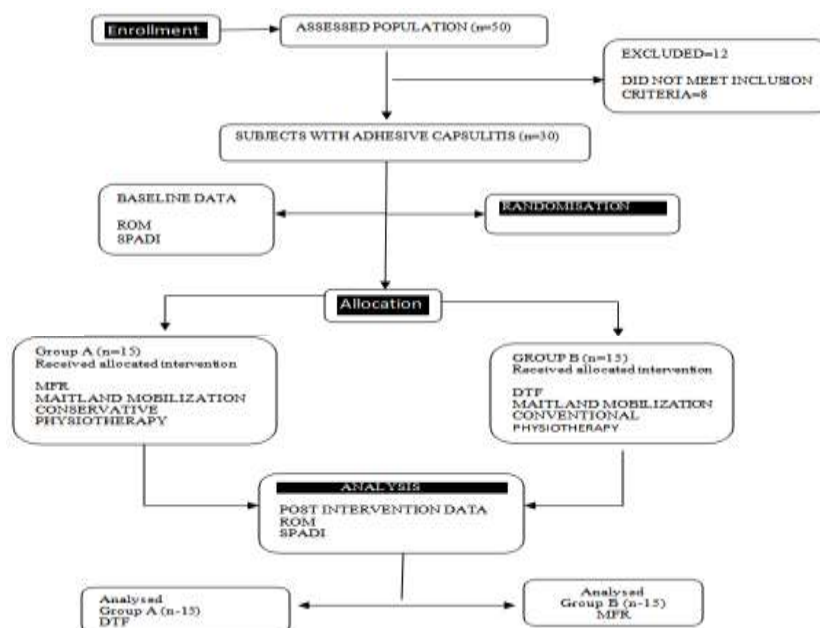 Enrollment
ASSESSED POPULATION (n=50)
EXCLUDED=12
DID NOT MEET INCLUSION
CRITERIA=8
SUBJECTS WITH ADHESIVE CAPSULITIS (n=30)
BASELINE DATA
ROM
SPADI
RANDOMISATION
Allocation
Group A (n=15)
Received allocated intervention
MFR
MAITLAND MOBILIZATION
CONSERVATIVE
PHYSIOTHERAPY
GROUP B (n=15)
Received allocated intervention
DTF
MAITLAND MOBILIZATION
CONVENTIONAL
PHYSIOTHERAPY
ANALYSIS
POST INTERVENTION DATA
ROM
SPADI
Analysed
Group A (n-15)
DTF
Analysed
Group B (n-15)
MFR